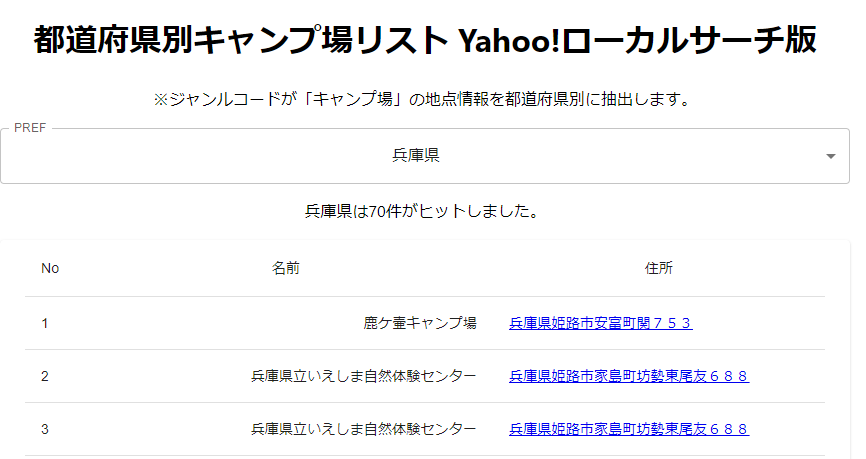 都道府県別キャンプ場リスト Yahoo!ローカルサーチ版
※ジャンルコードが「キャンプ場」の地点情報を都道府県別に抽出します。
PREF
兵庫県
兵庫県は70件がヒットしました。
No 名前 住所
1 鹿ケ壷キャンプ場 兵庫県姫路市安富町関７５３
2 兵庫県立いえしま自然体験センター 兵庫県姫路市家島町坊勢東尾友６８８
3 兵庫県立いえしま自然体験センター 兵庫県姫路市家島町坊勢東尾友６８８